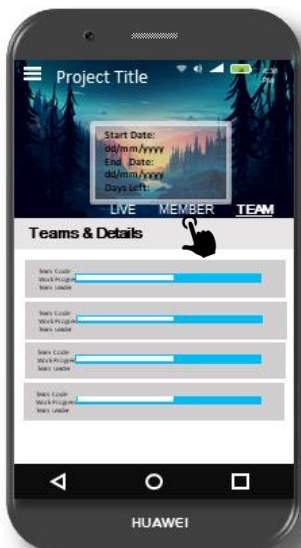 Project Title
PM
Start Date:
dd/mm/yyyy
End Date:
dd/mm/yyyy
Days Left:
LIVE MEMBER TEAM
Teams & Details
Team Code
Work Progress
Team Leader
Team Code
Work Progress
Team Leader
Team Code
Work Progress
Team Leader
Team Code
Work Progress
Team Leader
HUAWEI